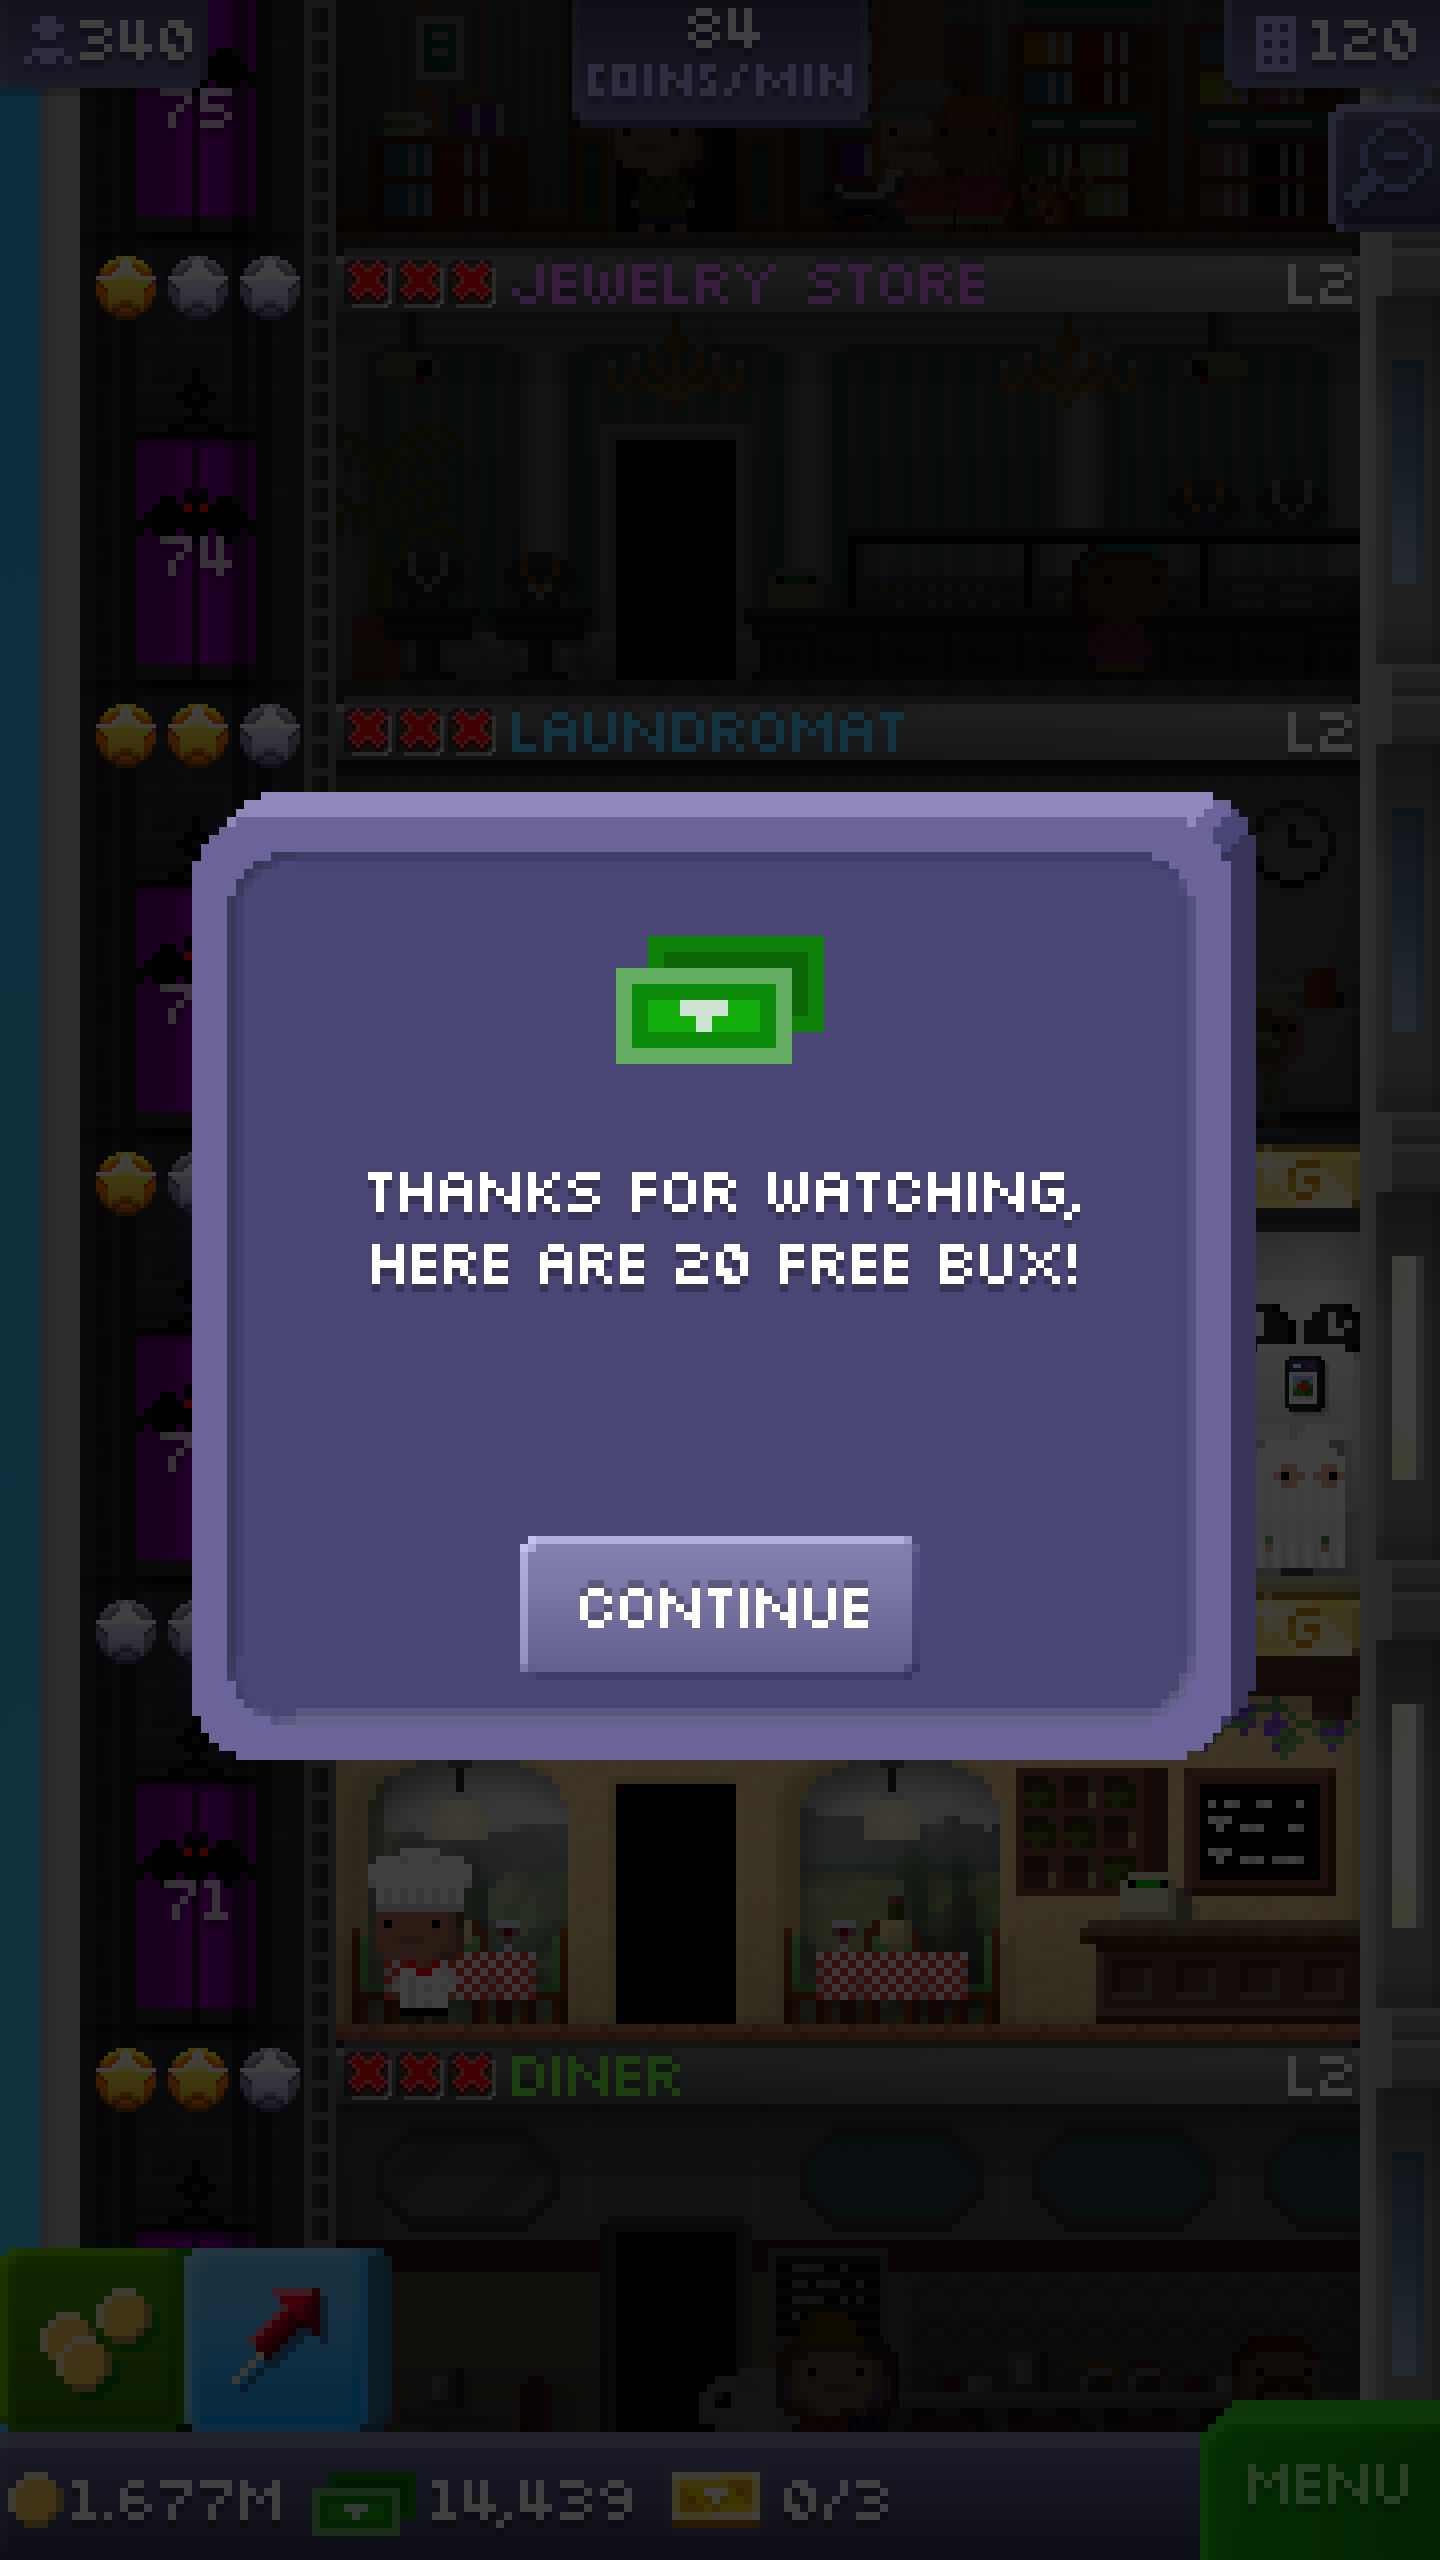 340
84
COINS/MIN
120
75
JEWELRY STORE L2
74
LAUNDROMAT L2
THANKS FOR WATCHING,
HERE ARE 20 FREE BUX!
G
CONTINUE
G
71
DINER L2
1.677M 14,439 0/3
MENU